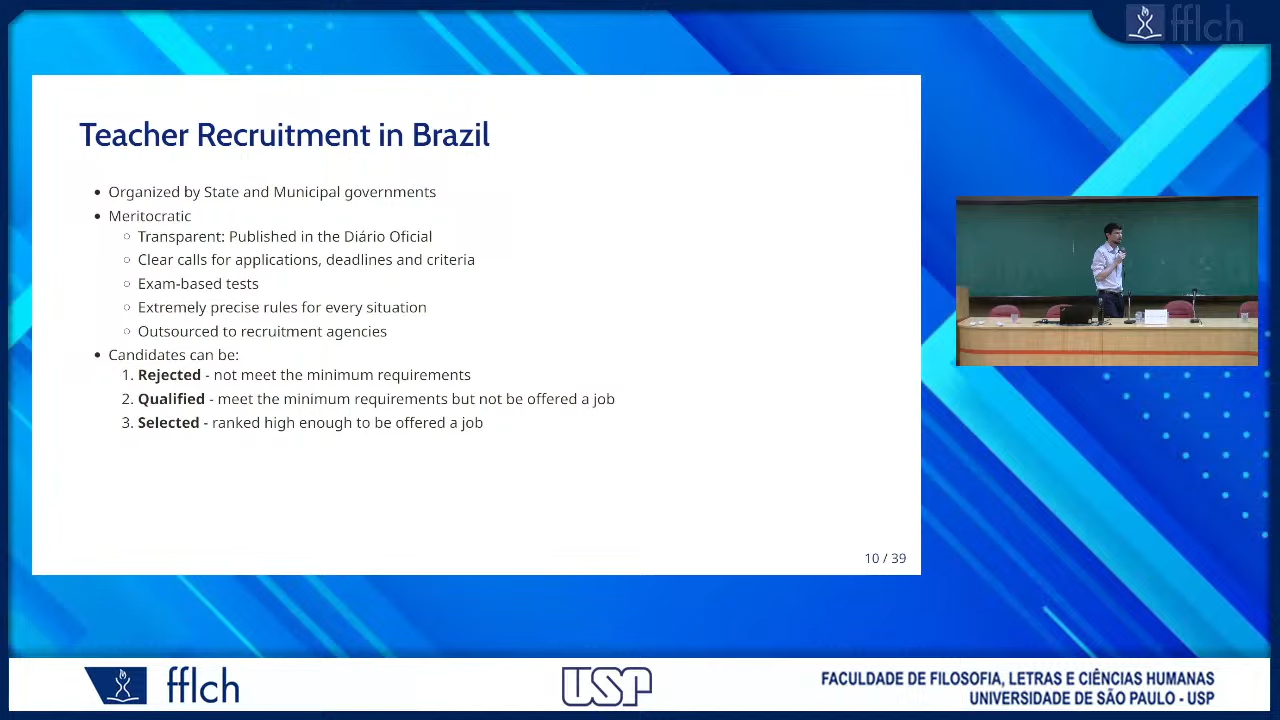 fflch
Teacher Recruitment in Brazil
• Organized by State and Municipal governments
• Meritocratic
○ Transparent: Published in the Diário Oficial
○ Clear calls for applications, deadlines and criteria
○ Exam-based tests
○ Extremely precise rules for every situation
○ Outsourced to recruitment agencies
• Candidates can be:
1. Rejected - not meet the minimum requirements
2. Qualified - meet the minimum requirements but not be offered a job
3. Selected - ranked high enough to be offered a job
10 / 39
fflch
USP
FACULDADE DE FILOSOFIA, LETRAS E CIÊNCIAS HUMANAS
UNIVERSIDADE DE SÃO PAULO - USP